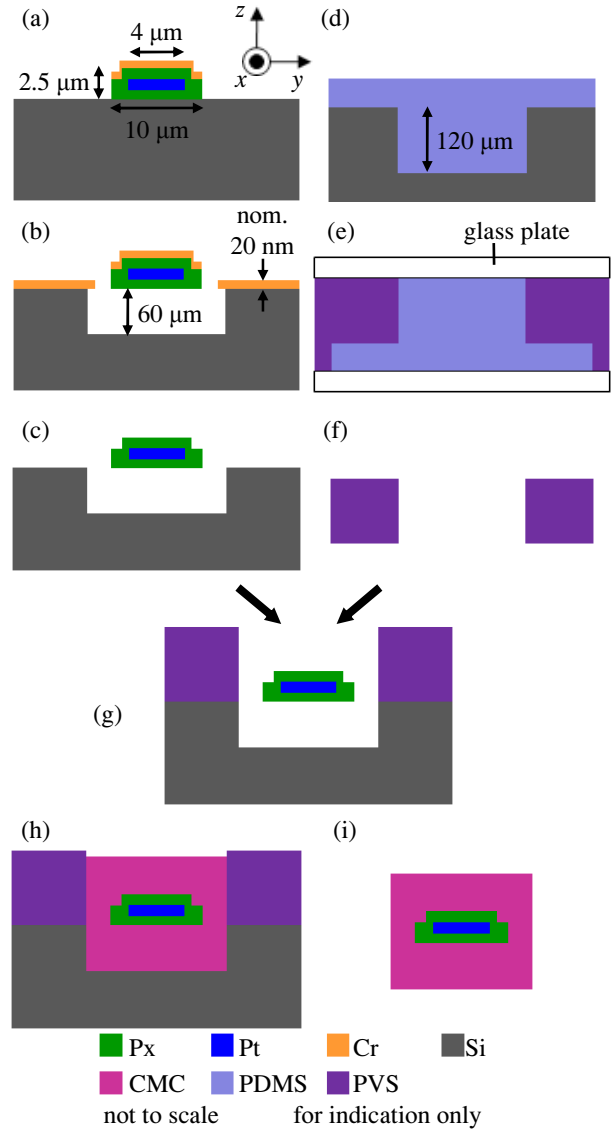 (a)
4 μm
z
x
y
2.5 μm
10 μm
(d)
120 μm
(b)
nom.
20 nm
60 μm
(e)
glass plate
(c)
(f)
(g)
(h)
(i)
Px Pt Cr Si
CMC PDMS PVS
not to scale for indication only